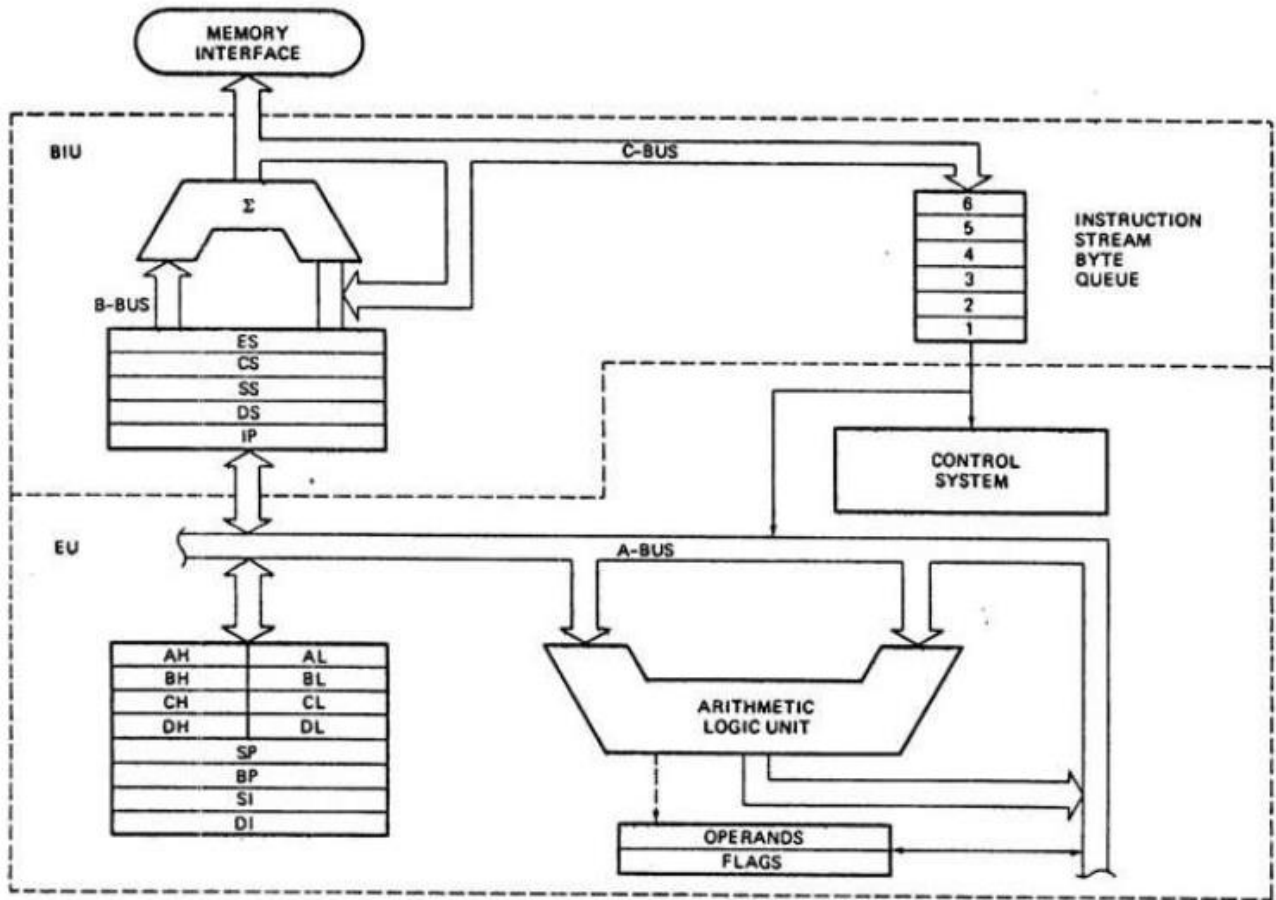 MEMORY
INTERFACE
BIU
C-BUS
Σ
6
5
4
3
2
1
INSTRUCTION
STREAM
BYTE
QUEUE
B-BUS
ES
CS
SS
DS
IP
CONTROL
SYSTEM
EU
A-BUS
AH AL
BH BL
CH CL
DH DL
SP
BP
SI
DI
ARITHMETIC
LOGIC UNIT
OPERANDS
FLAGS